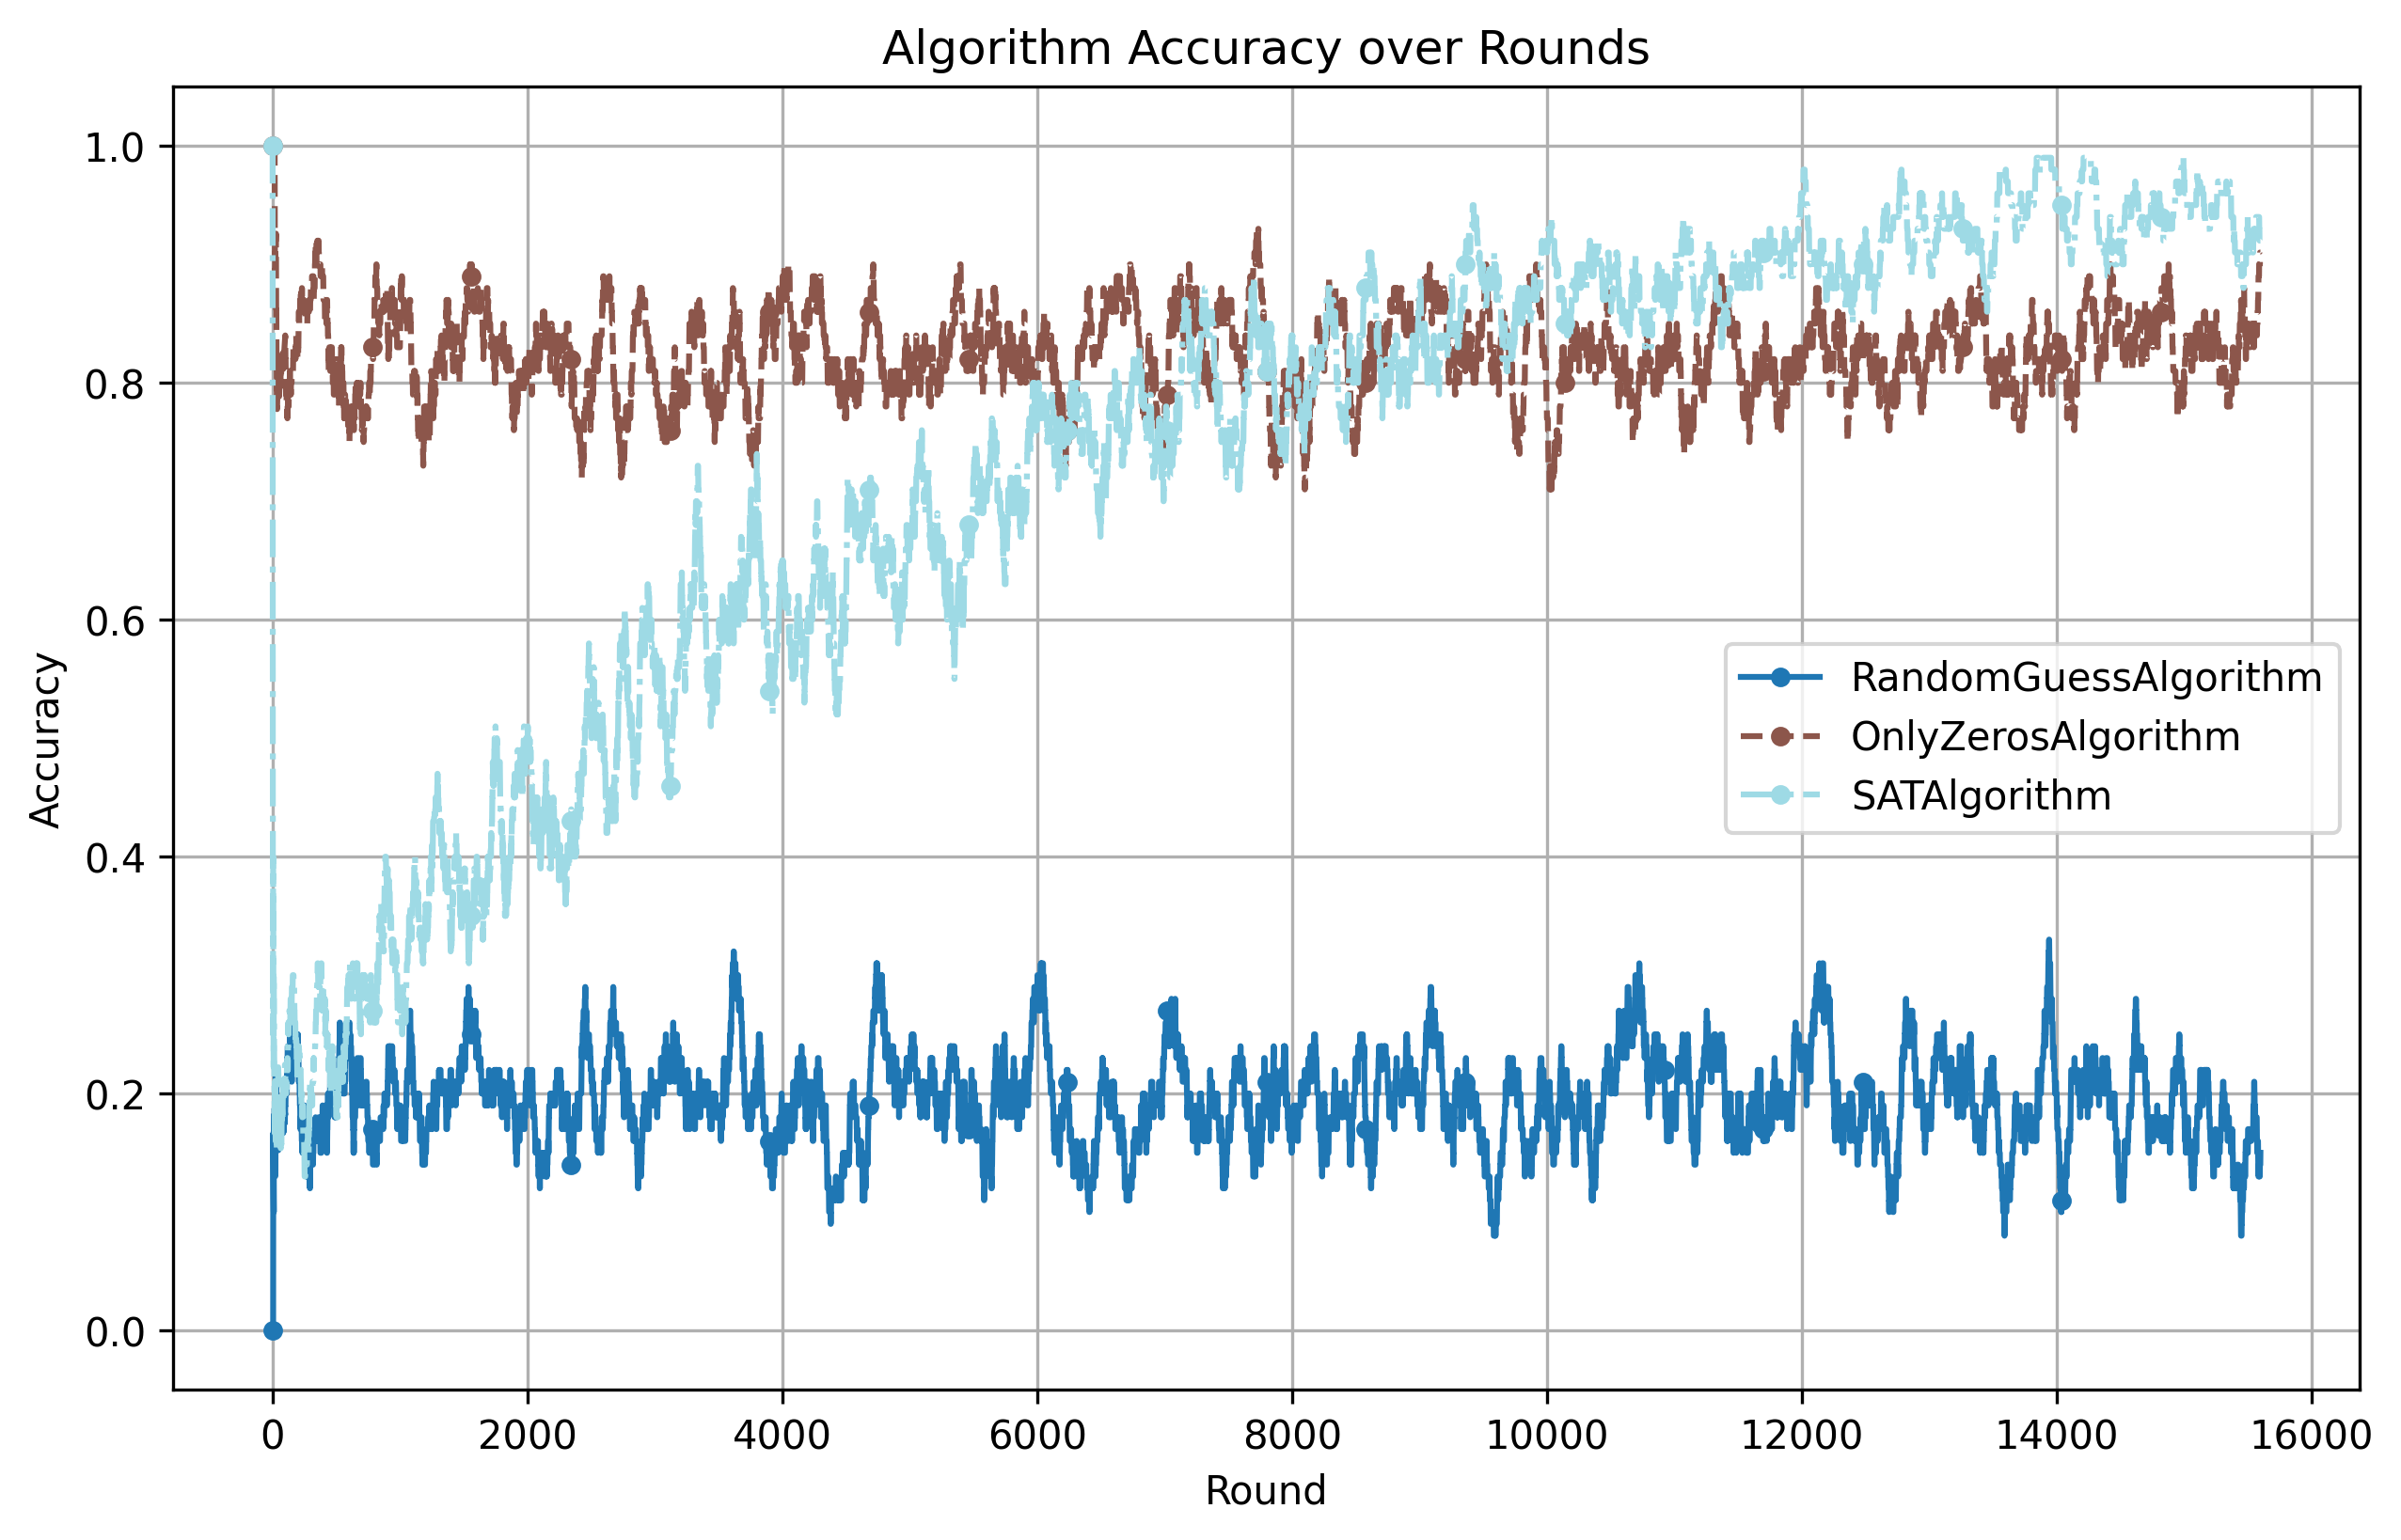 Algorithm Accuracy over Rounds
1.0
0.8
0.6
0.4
0.2
0.0
Accuracy
RandomGuessAlgorithm
OnlyZerosAlgorithm
SATAlgorithm
0 2000 4000 6000 8000 10000 12000 14000 16000
Round